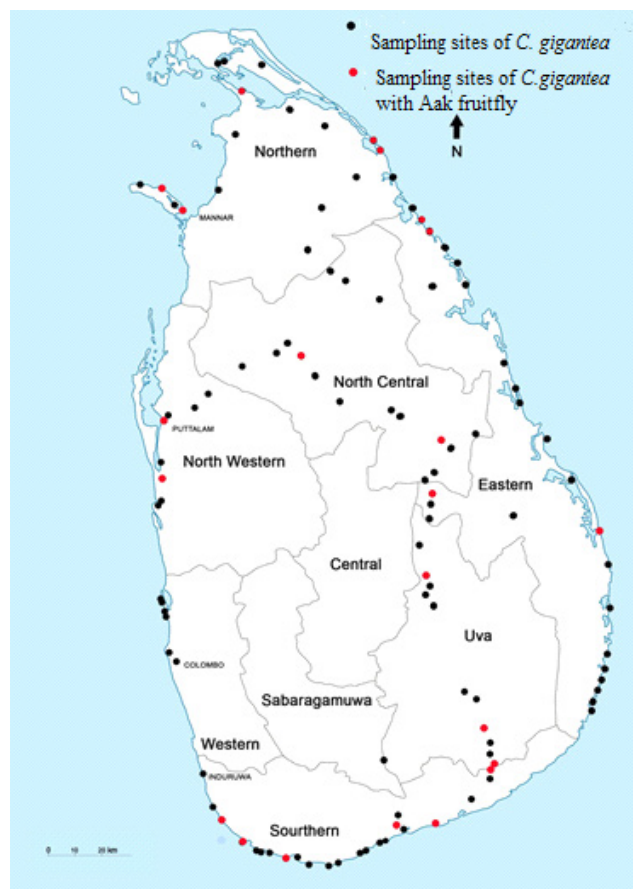 Sampling sites of C. gigantea
Sampling sites of C.gigantea
with Aak fruitfly
N
Northern
MANNAR
North Central
PUTTALAM
North Western
Eastern
Central
Uva
COLOMBO
Sabaragamuwa
Western
INDURUWA
Sourthern
0 10 20 km